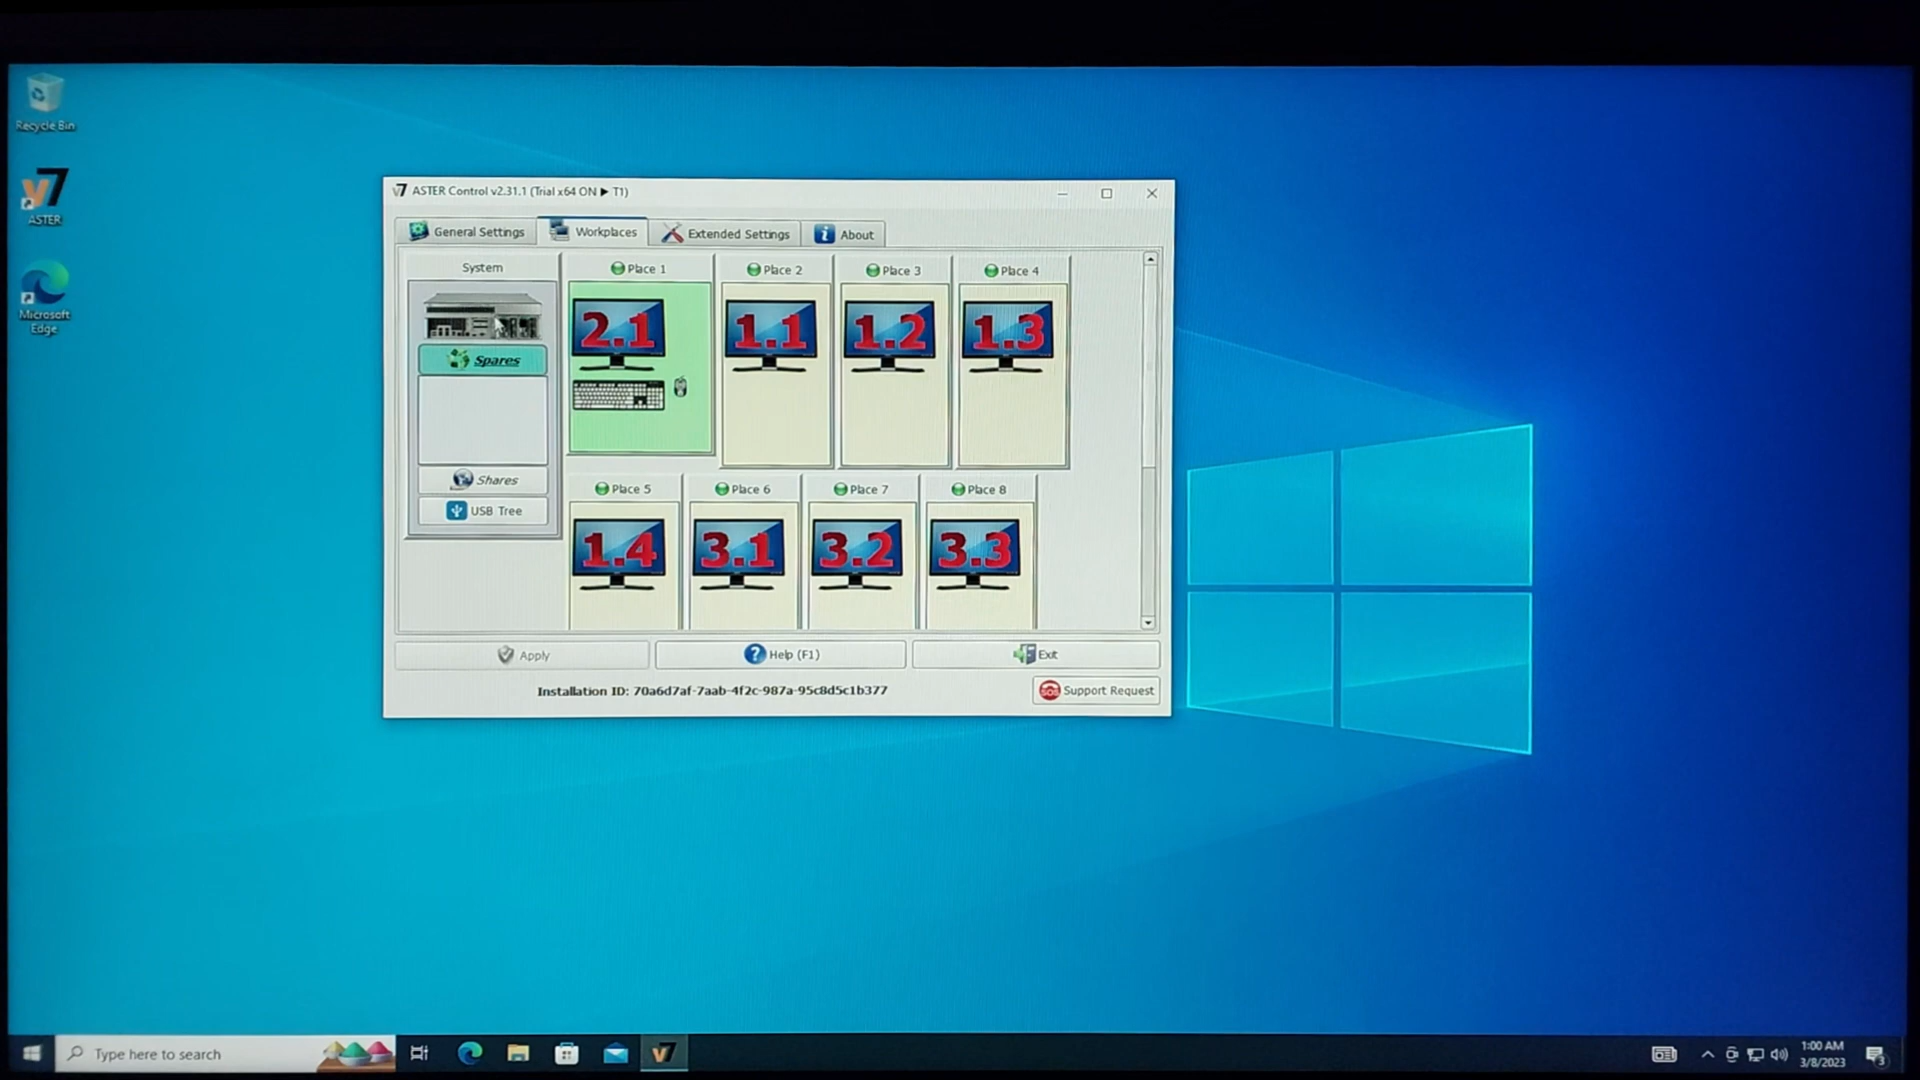 Recycle Bin
ASTER
Microsoft
Edge
v7 ASTER Control v2.31.1 (Trial x64 ON ▶ T1)
General Settings
Workplaces
Extended Settings
About
System
Spares
Shares
USB Tree
Place 1
Place 2
Place 3
Place 4
2.1
1.1
1.2
1.3
Place 5
Place 6
Place 7
Place 8
1.4
3.1
3.2
3.3
Apply
Help (F1)
Exit
Installation ID: 70a6d7af-7aab-4f2c-987a-95c8d5c1b377
SOS Support Request
Type here to search
v7
1:00 AM
3/8/2023
3